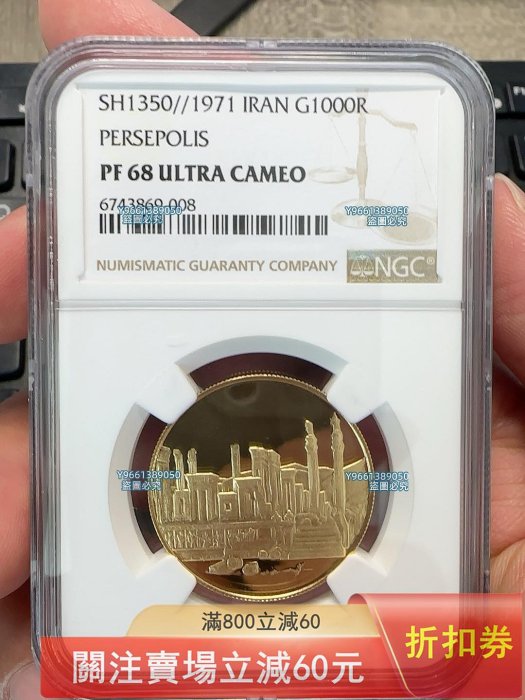 SH1350//1971 IRAN G1000R
PERSEPOLIS
PF 68 ULTRA CAMEO
6743869-008
Y9661389050
盜圖必究
Y9661389050
盜圖必究
NUMISMATIC GUARANTY COMPANY
NGC®
Y9661389050
盜圖必究
Y9661389050
盜圖必究
滿800立減60
關注賣場立減60元
折扣券